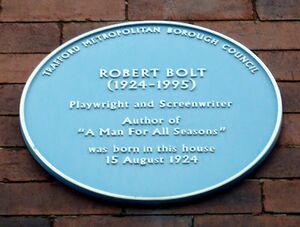 TRAFFORD METROPOLITAN BOROUGH COUNCIL
ROBERT BOLT
(1924-1995)
Playwright and Screenwriter
Author of
"A Man For All Seasons"
was born in this house
15 August 1924